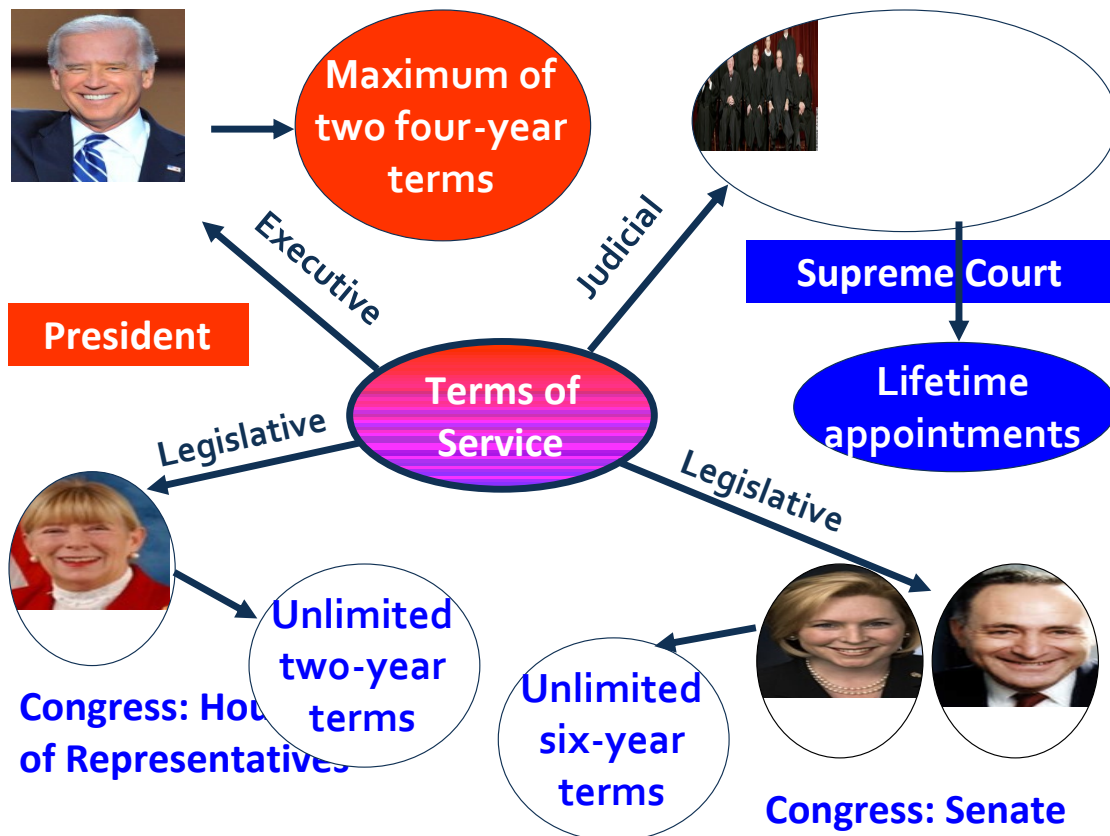 Maximum of
two four-year
terms
Executive
Judicial
President
Supreme Court
Terms of
Service
Lifetime
appointments
Legislative
Legislative
Unlimited
two-year
terms
Congress: Hou
of Representatives
Unlimited
six-year
terms
Congress: Senate